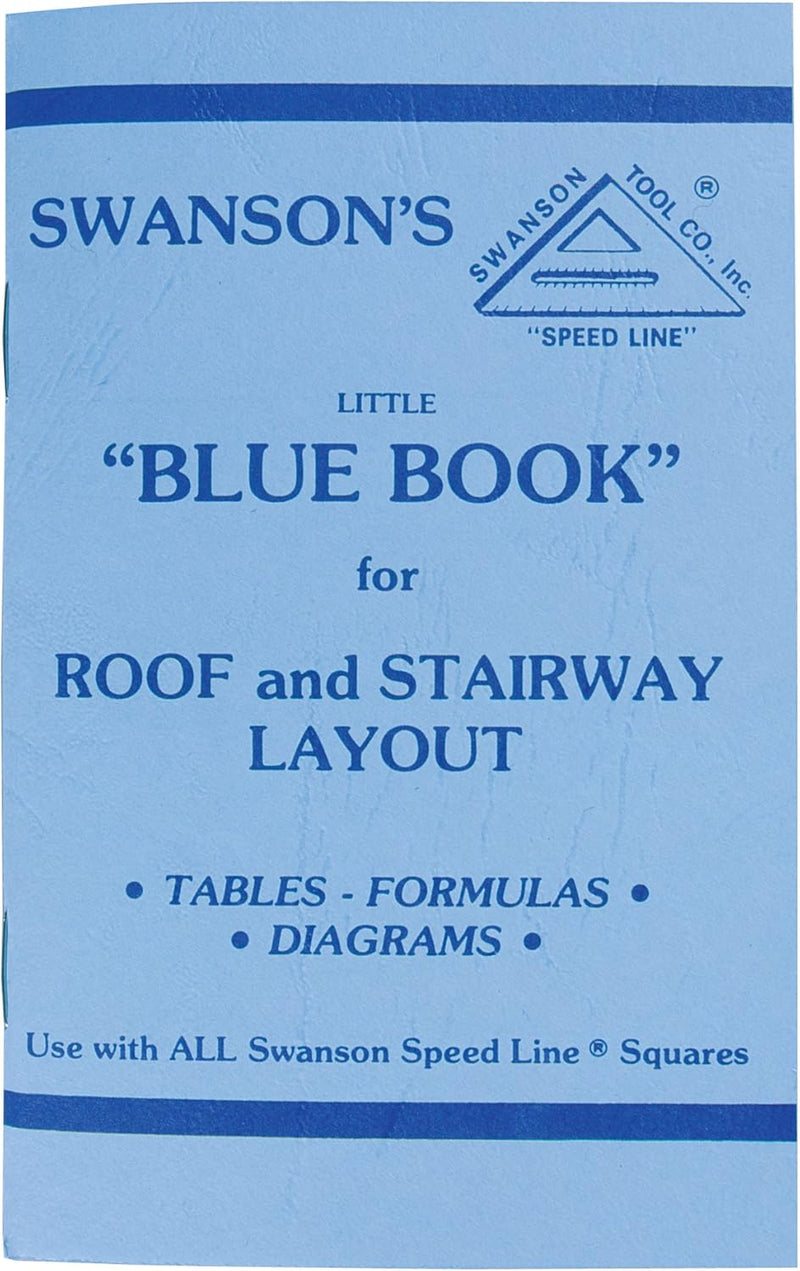 SWANSON'S
SWANSON TOOL CO., Inc. ®
"SPEED LINE"
LITTLE
“BLUE BOOK”
for
ROOF and STAIRWAY
LAYOUT
• TABLES - FORMULAS •
• DIAGRAMS •
Use with ALL Swanson Speed Line ® Squares